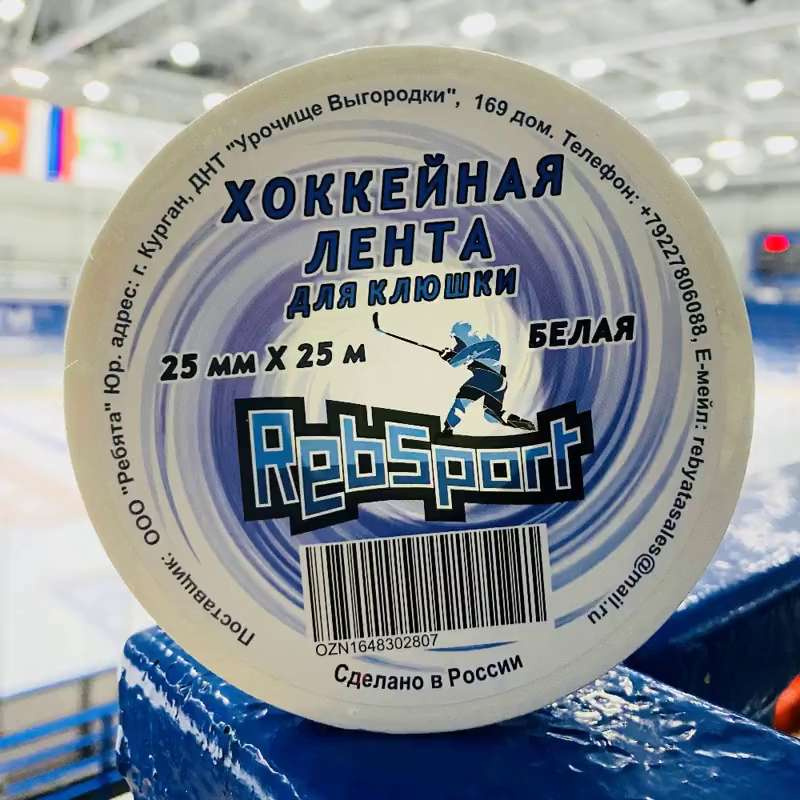 Поставщик: ООО "Ребята" Юр. адрес: г. Курган, ДНТ "Урочище Выгородки", 169 дом. Телефон: +79227806088, Е-мейл: rebyatasales@mail.ru
ХОККЕЙНАЯ
ЛЕНТА
ДЛЯ КЛЮШКИ
25 мм X 25 м
БЕЛАЯ
RebSport
OZN1648302807
Сделано в России